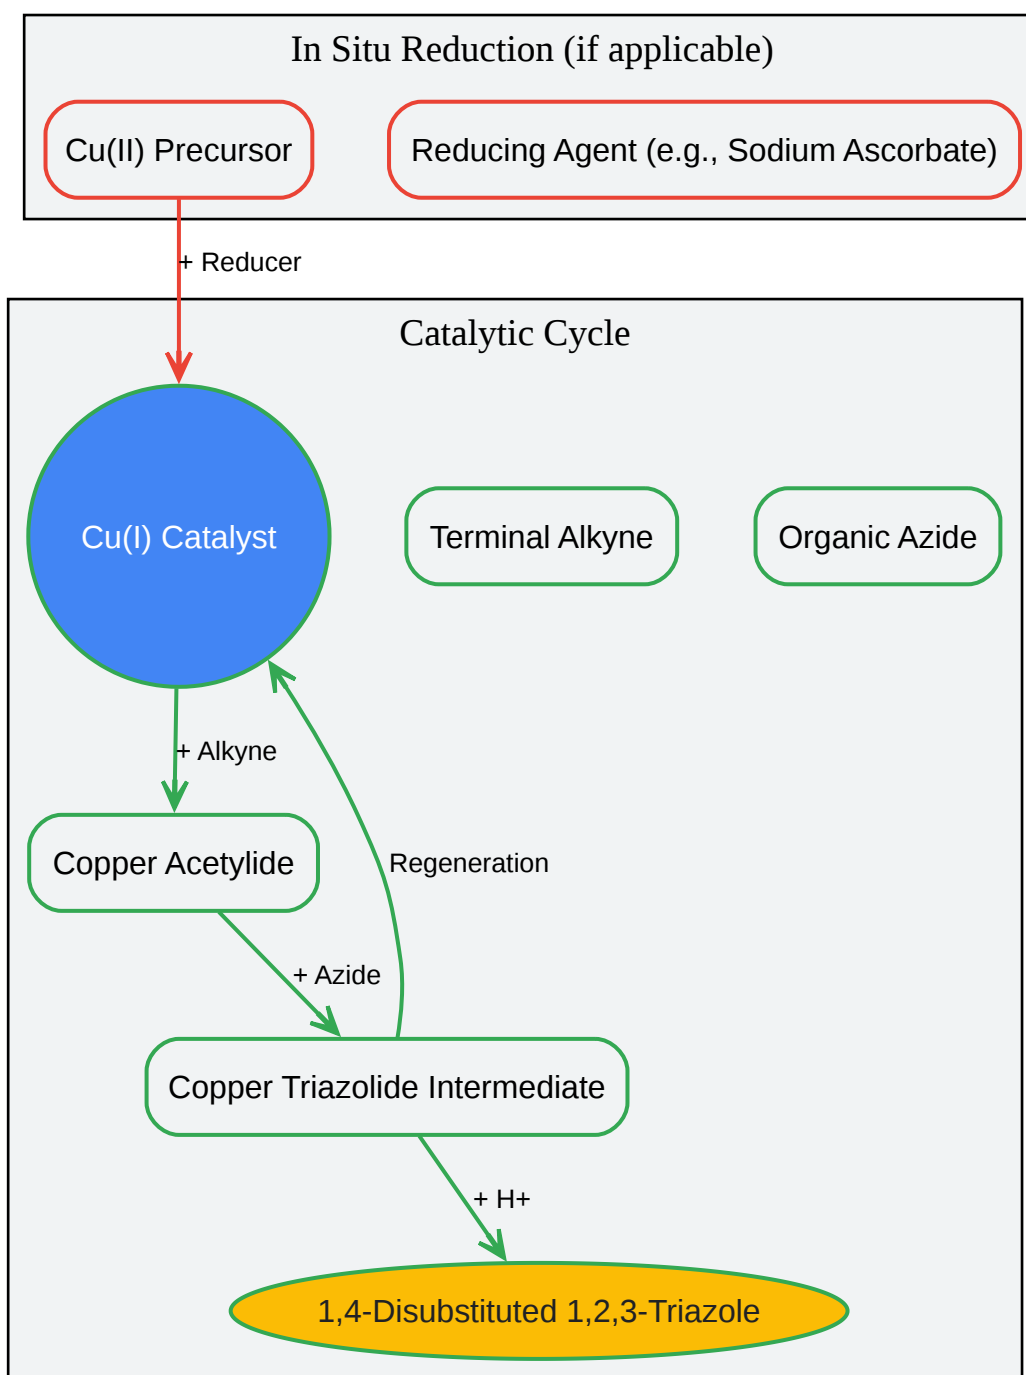 In Situ Reduction (if applicable)
Cu(II) Precursor
Reducing Agent (e.g., Sodium Ascorbate)
+ Reducer
Catalytic Cycle
Cu(I) Catalyst
Terminal Alkyne
Organic Azide
+ Alkyne
Copper Acetylide
Regeneration
+ Azide
Copper Triazolide Intermediate
+ H+
1,4-Disubstituted 1,2,3-Triazole